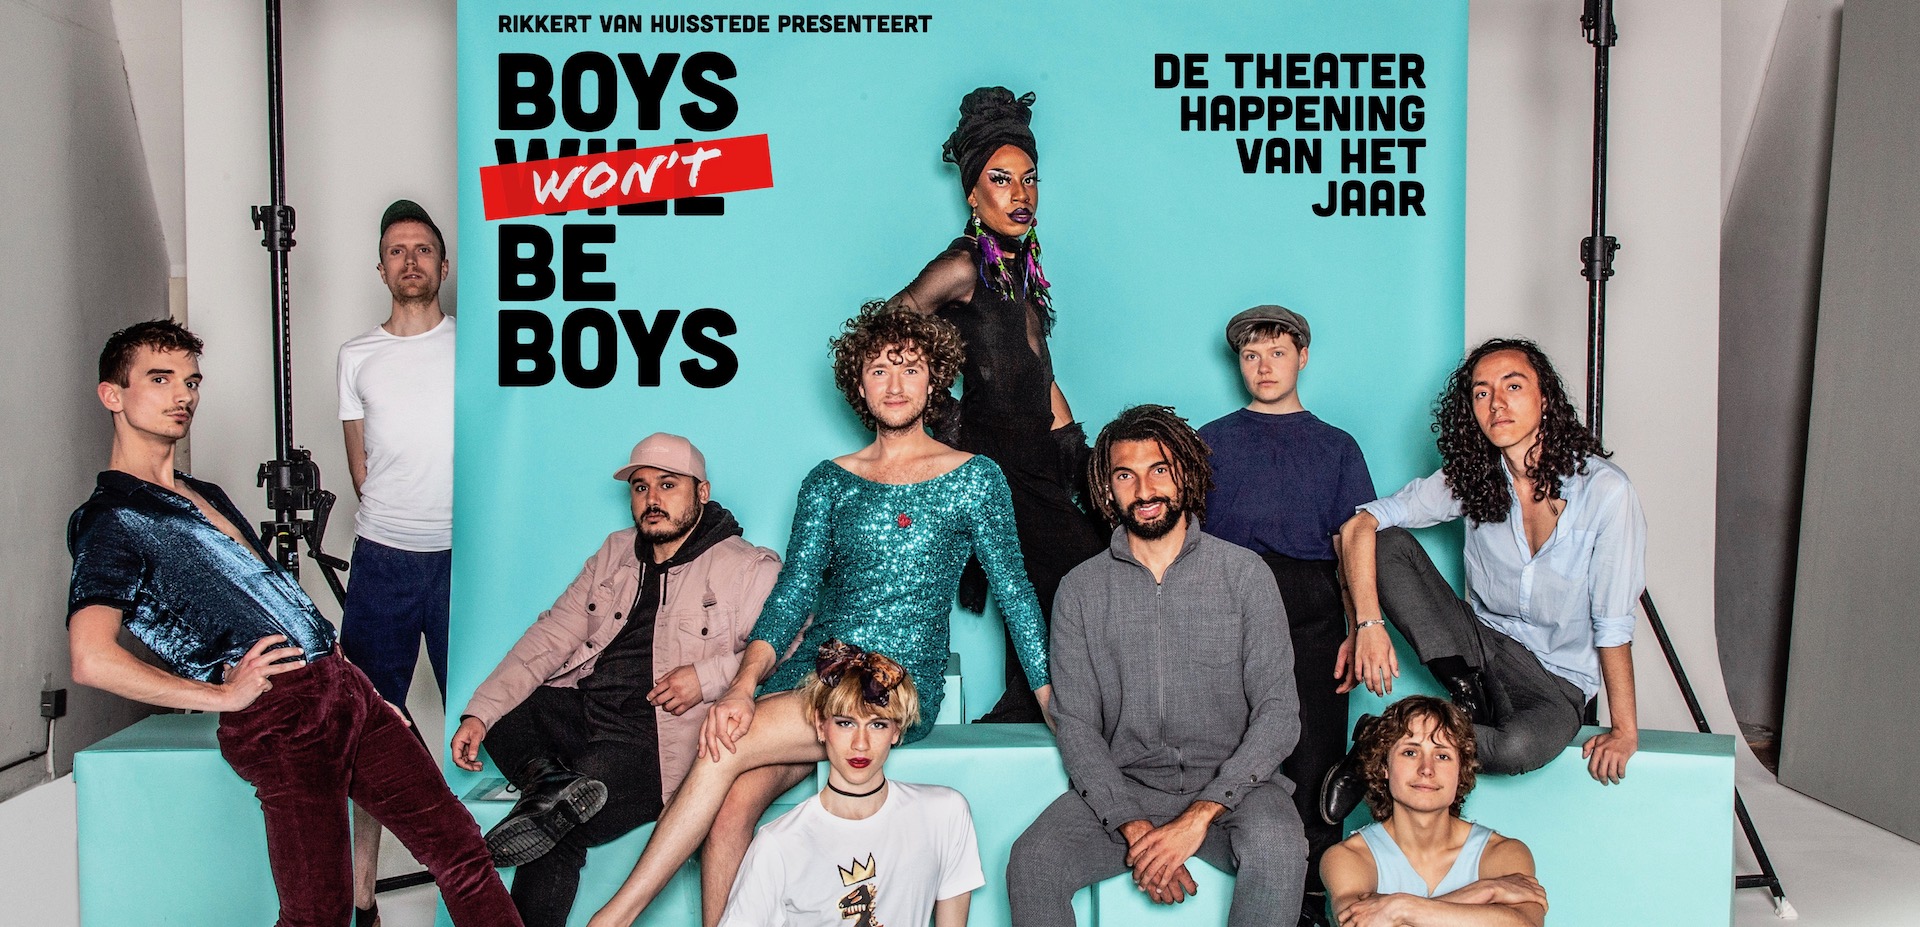 RIKKERT VAN HUISSTEDE PRESENTEERT
BOYS
WILL
WON'T
BE
BOYS
DE THEATER
HAPPENING
VAN HET
JAAR